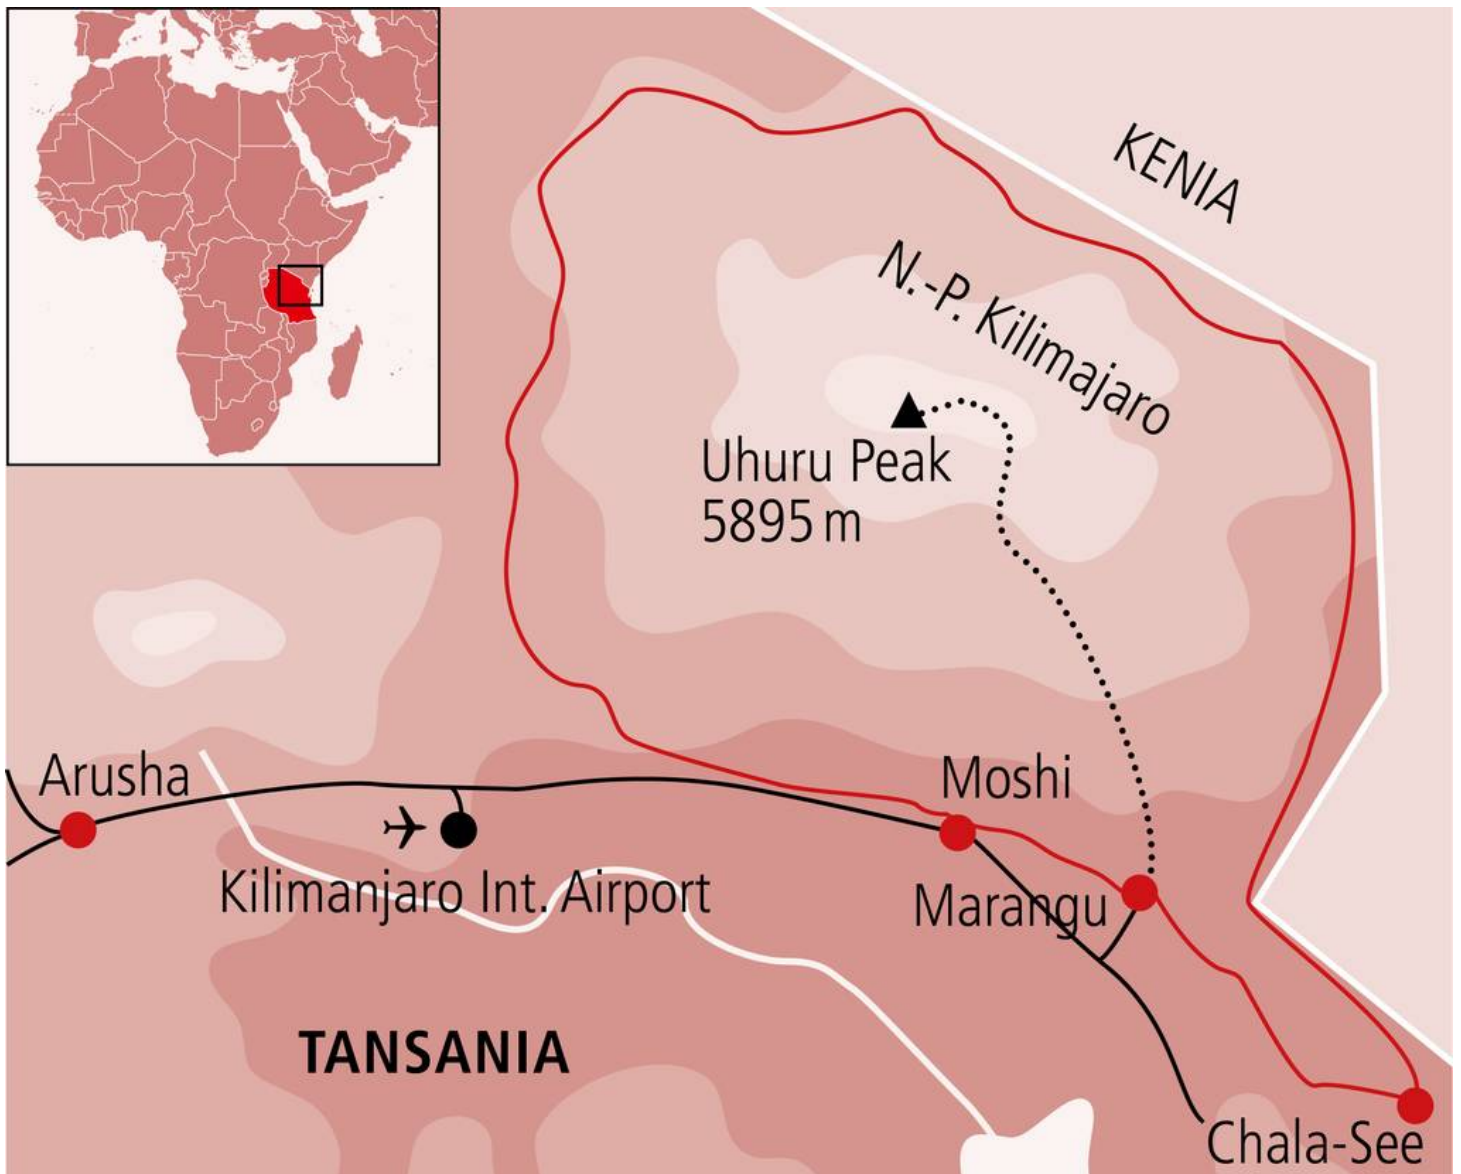 KENIA
N.-P. Kilimajaro
Uhuru Peak
5895 m
Arusha
Moshi
Kilimanjaro Int. Airport
Marangu
TANSANIA
Chala-See